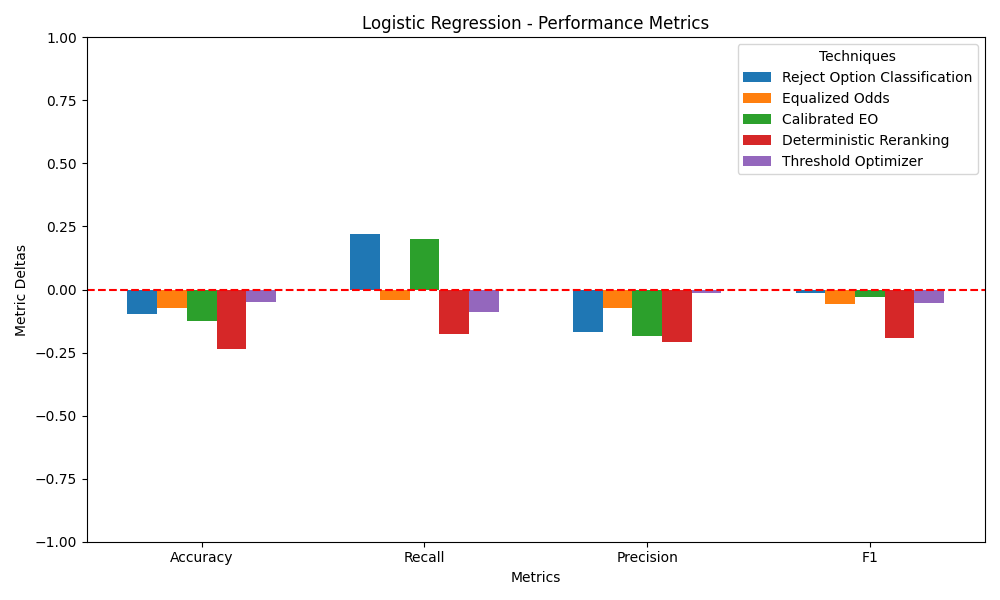 Logistic Regression - Performance Metrics
Techniques
Reject Option Classification
Equalized Odds
Calibrated EO
Deterministic Reranking
Threshold Optimizer
1.00
0.75
0.50
0.25
0.00
−0.25
−0.50
−0.75
−1.00
Metric Deltas
Accuracy
Recall
Precision
F1
Metrics